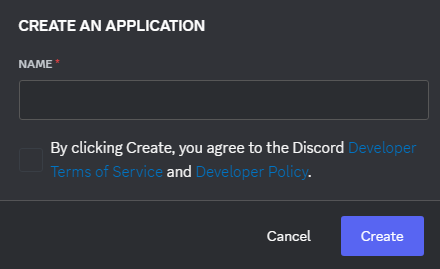 CREATE AN APPLICATION
NAME *
By clicking Create, you agree to the Discord Developer
Terms of Service and Developer Policy.
Cancel
Create